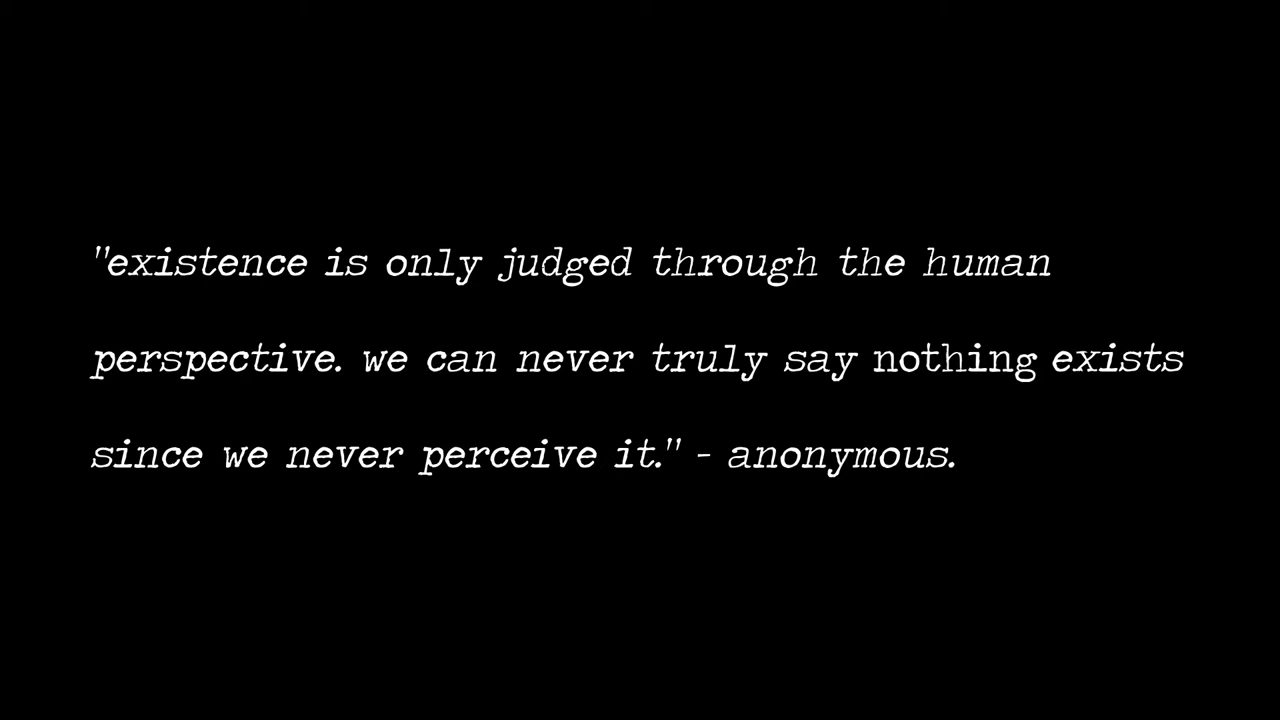 "existence is only judged through the human
perspective. we can never truly say nothing exists
since we never perceive it." - anonymous.